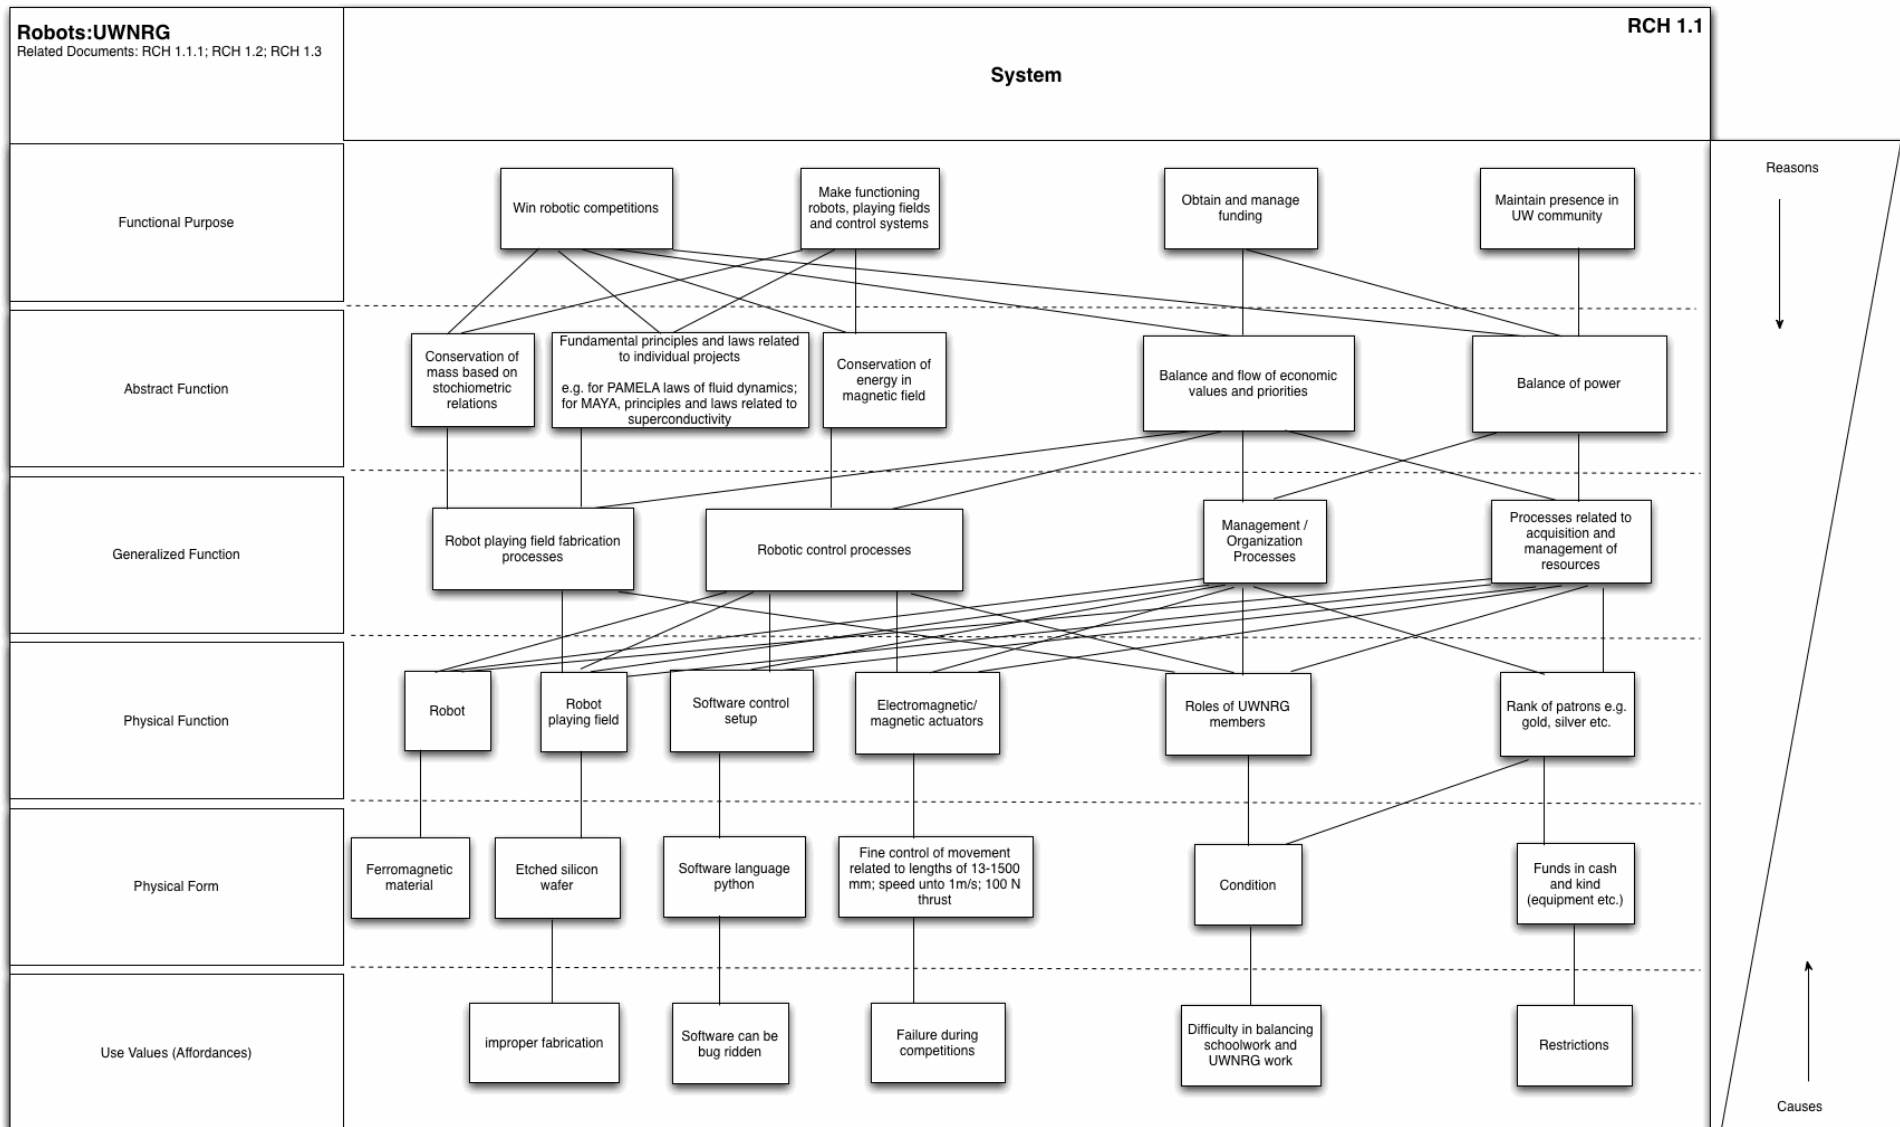 Robots:UWNRG
Related Documents: RCH 1.1.1; RCH 1.2; RCH 1.3
RCH 1.1
System
Reasons
Functional Purpose
Win robotic competitions
Make functioning
robots, playing fields
and control systems
Obtain and manage
funding
Maintain presence in
UW community
Abstract Function
Conservation of
mass based on
stochiometric
relations
Fundamental principles and laws related
to individual projects
e.g. for PAMELA laws of fluid dynamics;
for MAYA, principles and laws related to
superconductivity
Conservation of
energy in
magnetic field
Balance and flow of economic
values and priorities
Balance of power
Generalized Function
Robot playing field fabrication
processes
Robotic control processes
Management /
Organization
Processes
Processes related to
acquisition and
management of
resources
Physical Function
Robot
Robot
playing field
Software control
setup
Electromagnetic/
magnetic actuators
Roles of UWNRG
members
Rank of patrons e.g.
gold, silver etc.
Physical Form
Ferromagnetic
material
Etched silicon
wafer
Software language
python
Fine control of movement
related to lengths of 13-1500
mm; speed unto 1m/s; 100 N
thrust
Condition
Funds in cash
and kind
(equipment etc.)
Use Values (Affordances)
improper fabrication
Software can be
bug ridden
Failure during
competitions
Difficulty in balancing
schoolwork and
UWNRG work
Restrictions
Causes